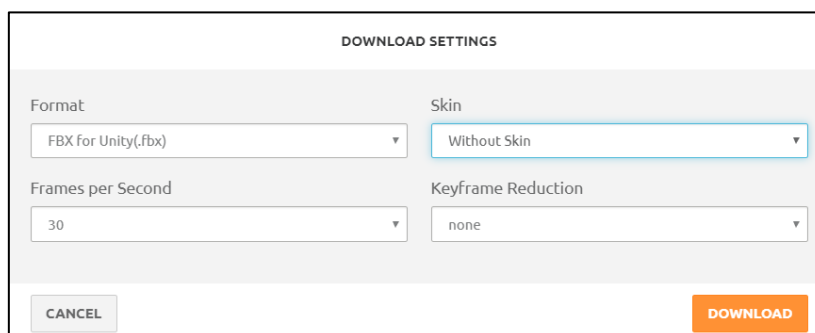 DOWNLOAD SETTINGS
Format
Skin
FBX for Unity(.fbx)
Without Skin
Frames per Second
Keyframe Reduction
30
none
CANCEL
DOWNLOAD